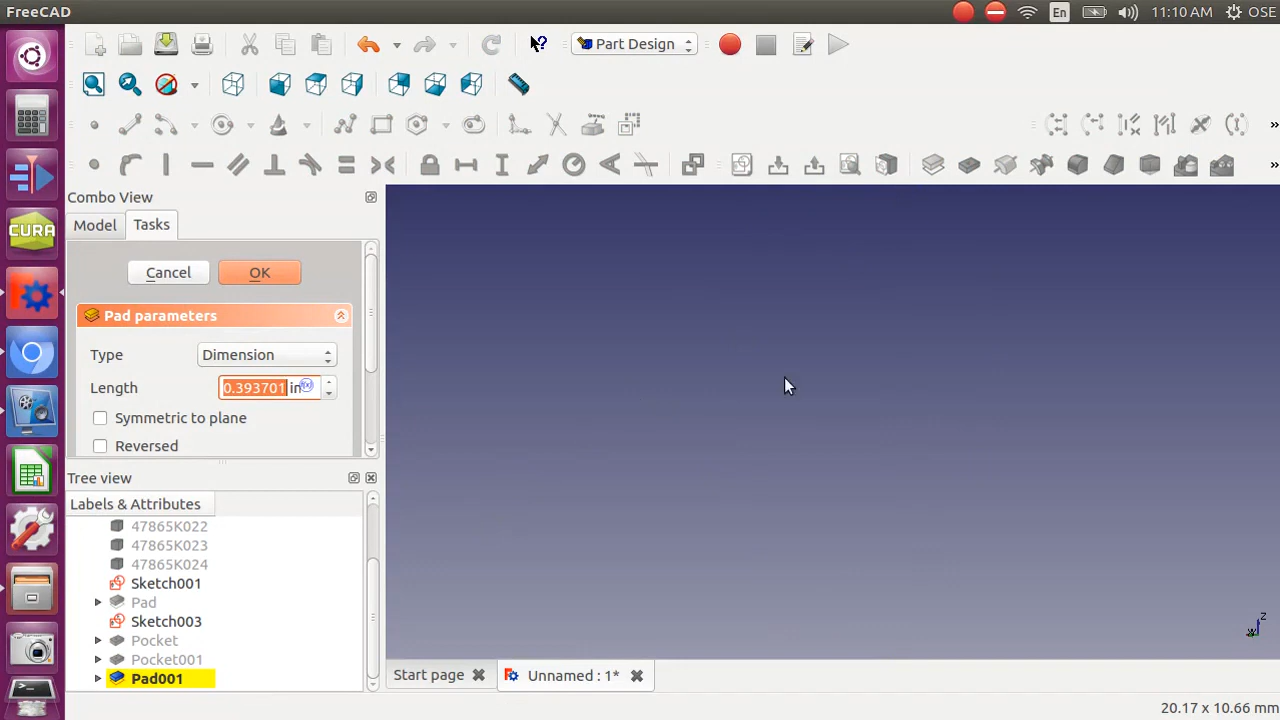 FreeCAD
En
11:10 AM
OSE
Part Design
Combo View
Model
Tasks
Cancel
OK
Pad parameters
Type
Dimension
Length
0.393701 in
Symmetric to plane
Reversed
Tree view
Labels & Attributes
47865K022
47865K023
47865K024
Sketch001
Pad
Sketch003
Pocket
Pocket001
Pad001
CURA
z
Start page
Unnamed : 1*
20.17 x 10.66 mm